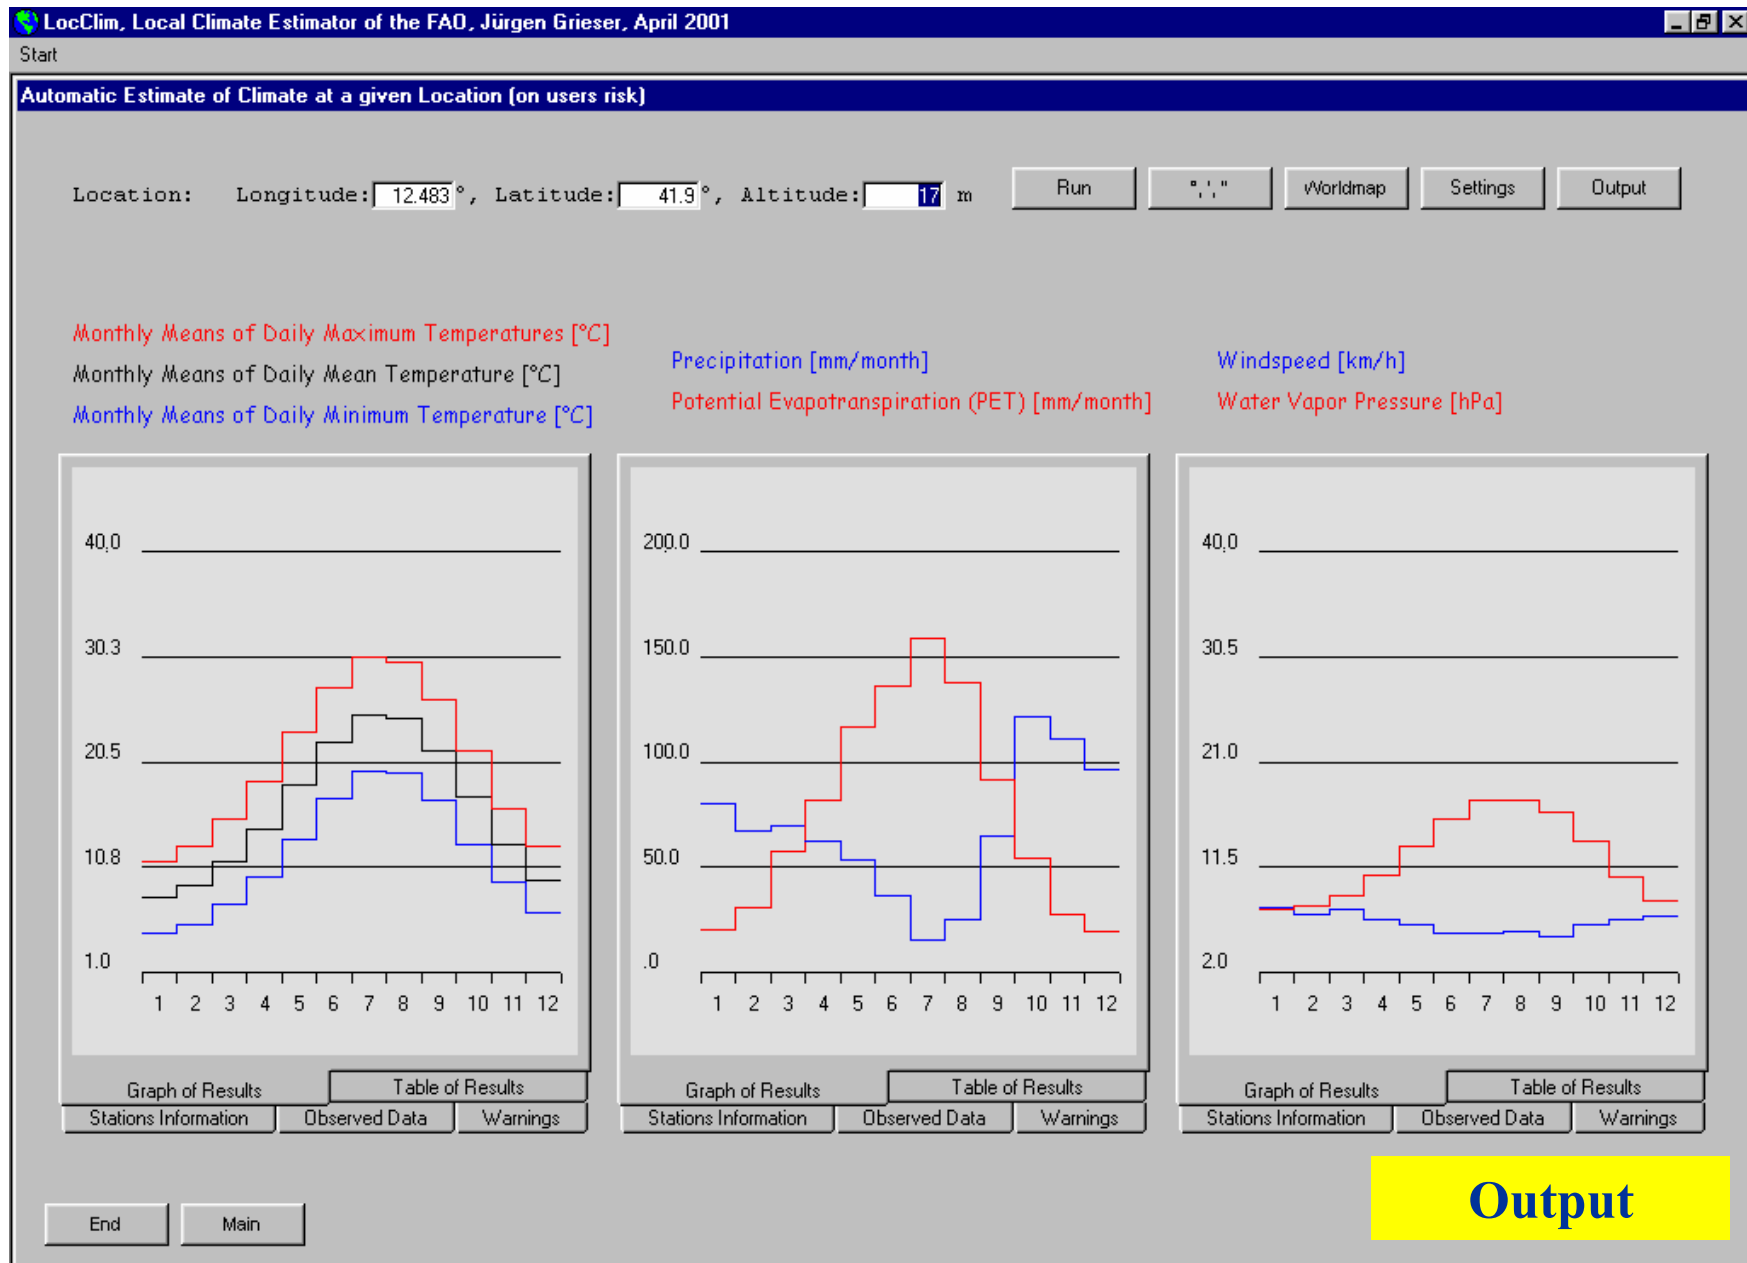 LocClim, Local Climate Estimator of the FAO, Jürgen Grieser, April 2001
Start
Automatic Estimate of Climate at a given Location (on users risk)
Location: Longitude: 12.483 °, Latitude: 41.9 °, Altitude: 17 m Run °,'," Worldmap Settings Output
Monthly Means of Daily Maximum Temperatures [°C]
Monthly Means of Daily Mean Temperature [°C]
Monthly Means of Daily Minimum Temperature [°C]
Precipitation [mm/month]
Potential Evapotranspiration (PET) [mm/month]
Windspeed [km/h]
Water Vapor Pressure [hPa]
40.0
30.3
20.5
10.8
1.0
1 2 3 4 5 6 7 8 9 10 11 12
Graph of Results Table of Results
Stations Information Observed Data Warnings
200.0
150.0
100.0
50.0
.0
1 2 3 4 5 6 7 8 9 10 11 12
Graph of Results Table of Results
Stations Information Observed Data Warnings
40.0
30.5
21.0
11.5
2.0
1 2 3 4 5 6 7 8 9 10 11 12
Graph of Results Table of Results
Stations Information Observed Data Warnings
Output
End Main